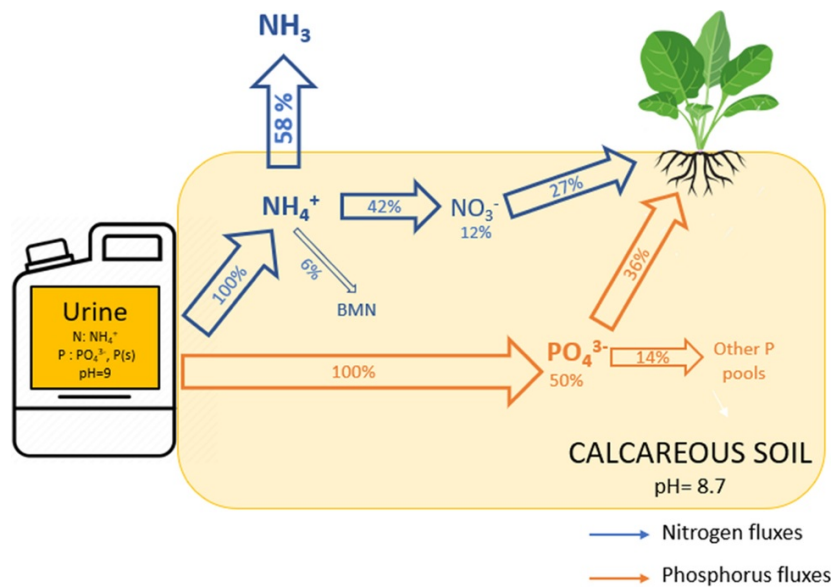 NH₃
58 %
NH₄⁺
42%
NO₃⁻
12%
27%
100%
6%
BMN
36%
Urine
N: NH₄⁺
P : PO₄³⁻, P(s)
pH=9
100%
PO₄³⁻
50%
14%
Other P
pools
CALCAREOUS SOIL
pH= 8.7
Nitrogen fluxes
Phosphorus fluxes